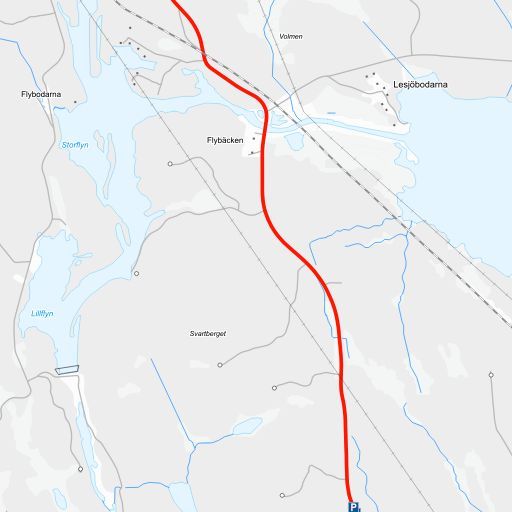 Volmen
Lesjöbodarna
Flybodarna
Storflyn
Flybäcken
Lillflyn
Svartberget
P